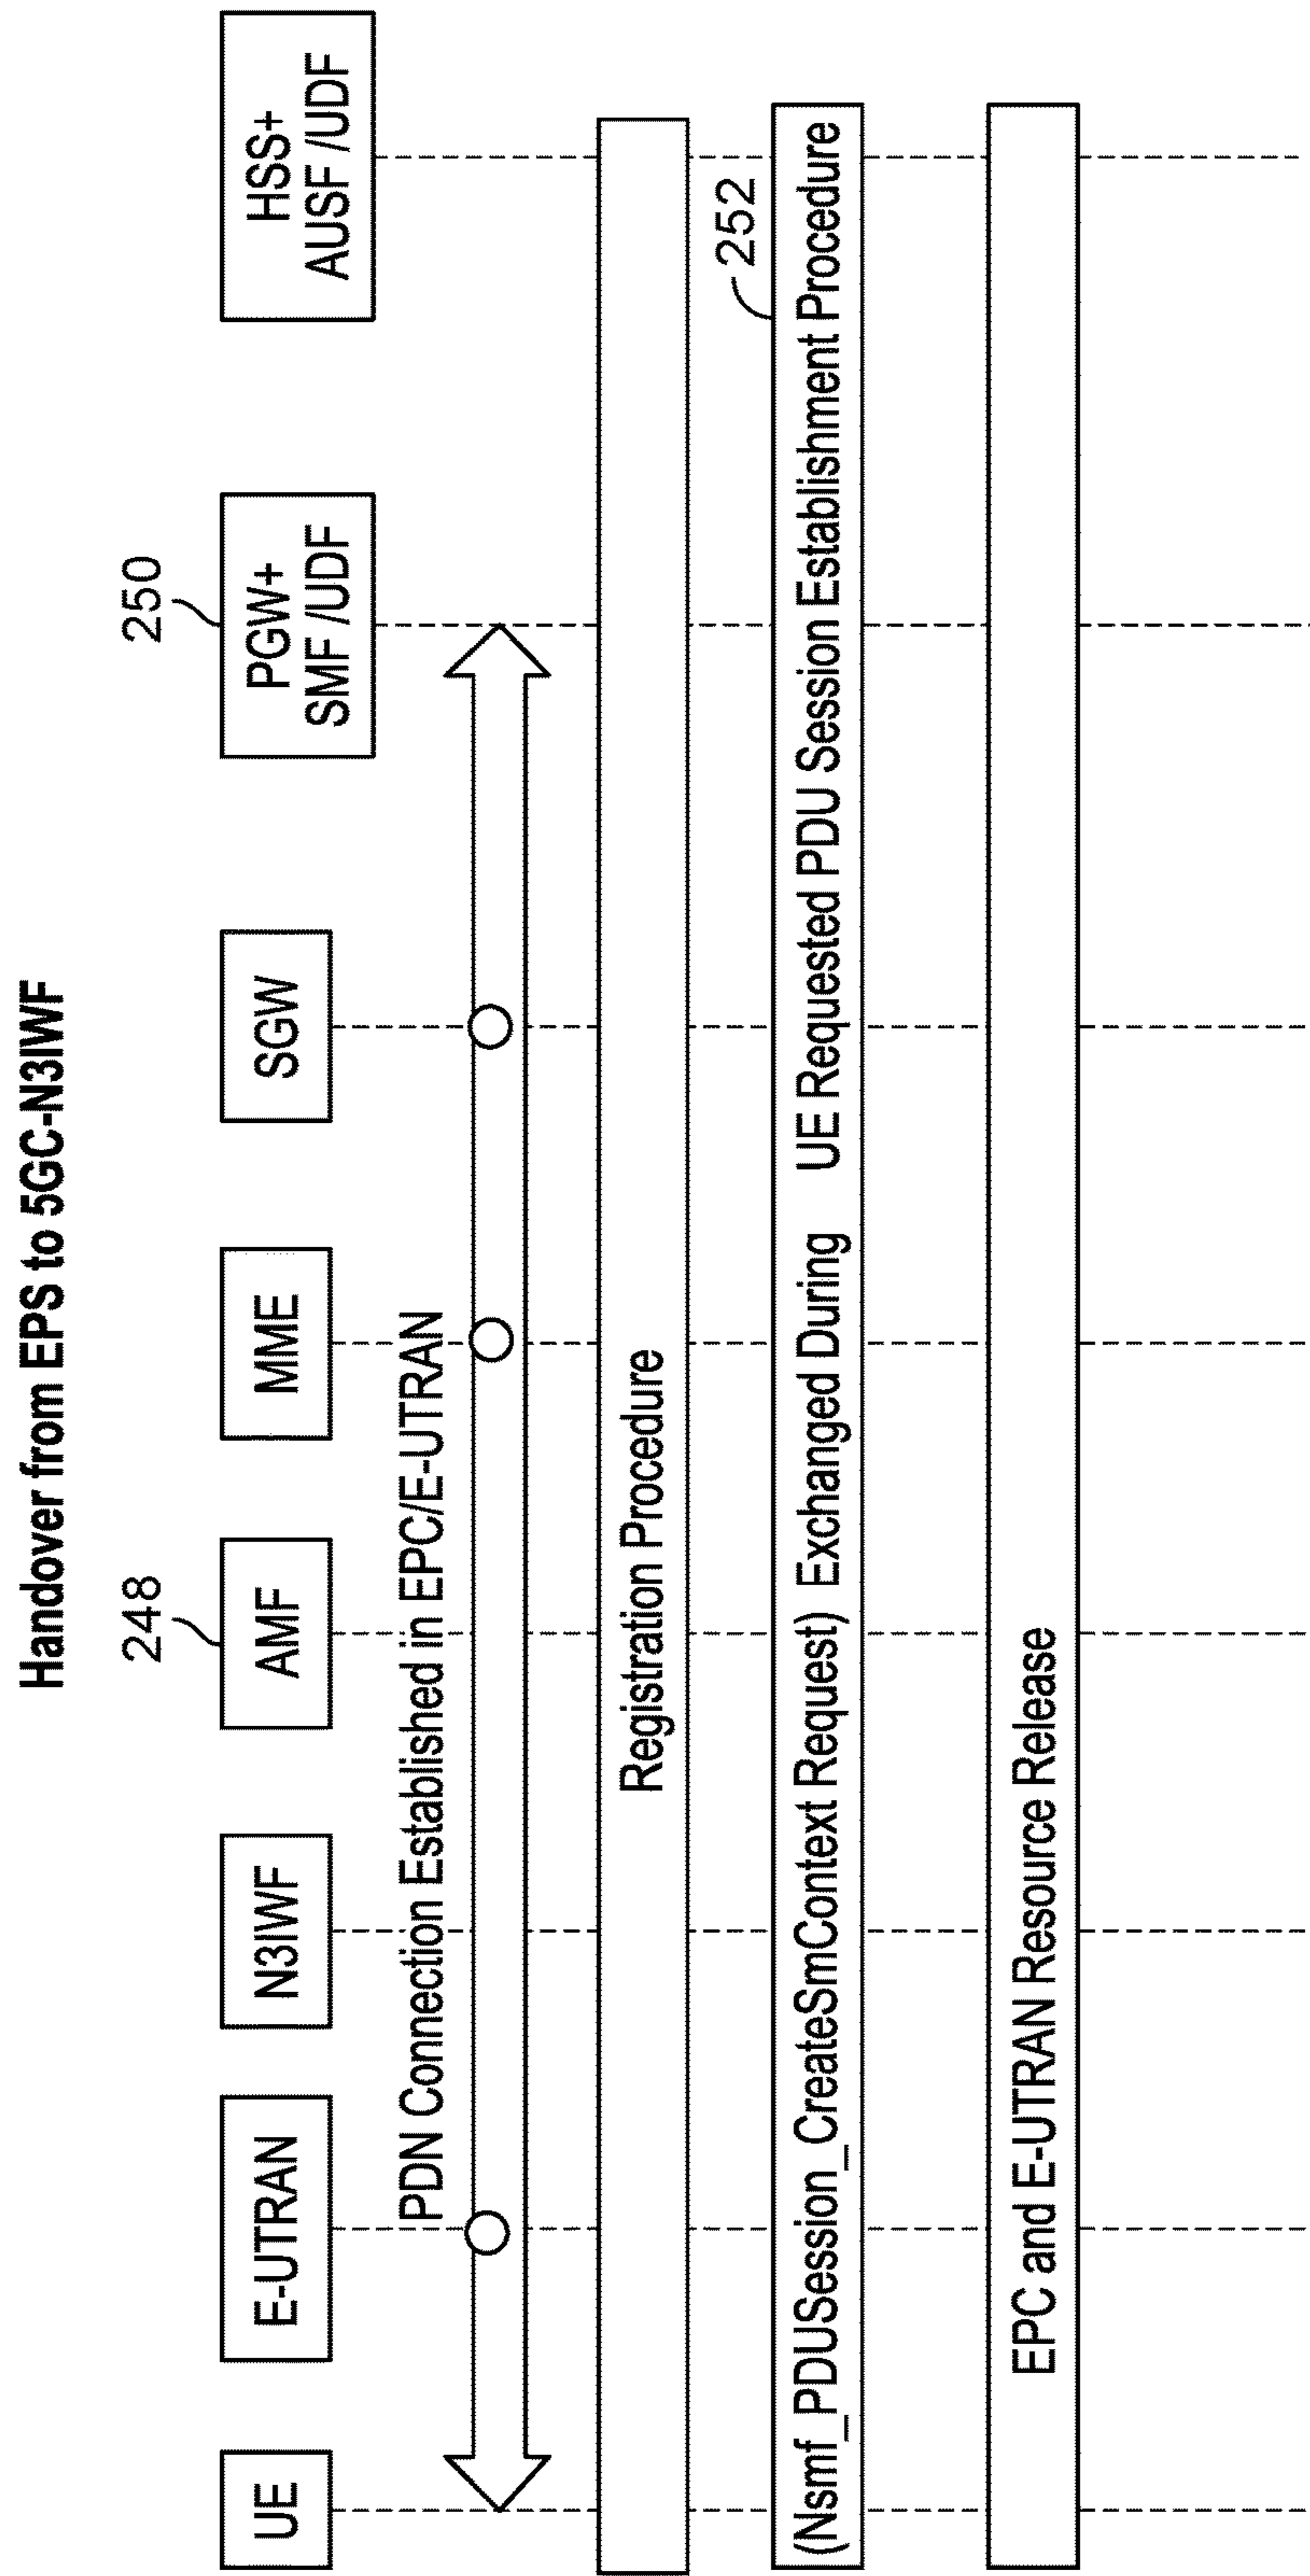 Handover from EPS to 5GC-N3IWF
248
250
UE
E-UTRAN
N3IWF
AMF
MME
SGW
PGW+
SMF /UDF
HSS+
AUSF /UDF
PDN Connection Established in EPC/E-UTRAN
Registration Procedure
252
(Nsmf_PDUSession_CreateSmContext Request) Exchanged During UE Requested PDU Session Establishment Procedure
EPC and E-UTRAN Resource Release